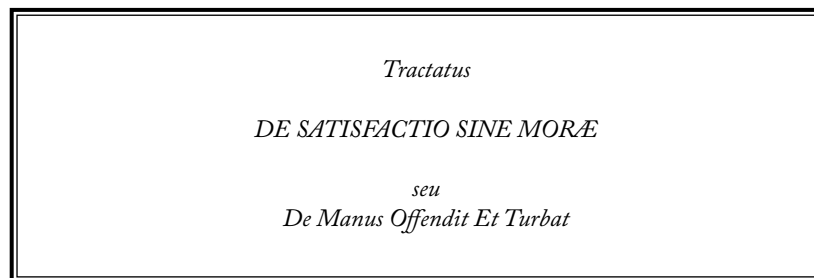 Tractatus
DE SATISFACTIO SINE MORÆ
seu
De Manus Offendit Et Turbat